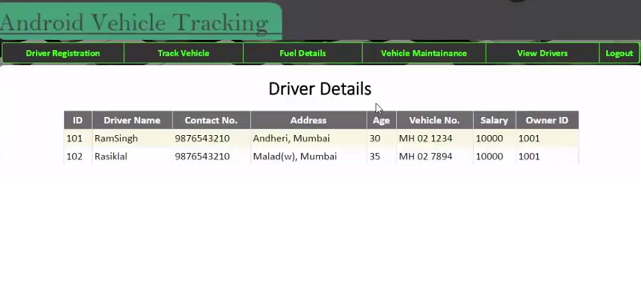 Android Vehicle Tracking
Driver Registration Track Vehicle Fuel Details Vehicle Maintainance View Drivers Logout
Driver Details
ID Driver Name Contact No. Address Age Vehicle No. Salary Owner ID
101 RamSingh 9876543210 Andheri, Mumbai 30 MH 02 1234 10000 1001
102 Rasiklal 9876543210 Malad(w), Mumbai 35 MH 02 7894 10000 1001